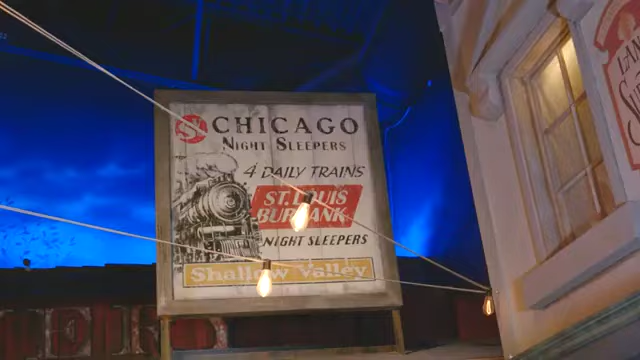 CHICAGO
NIGHT SLEEPERS
4 DAILY TRAINS
ST. LOUIS
BURBANK
NIGHT SLEEPERS
Shallow Valley